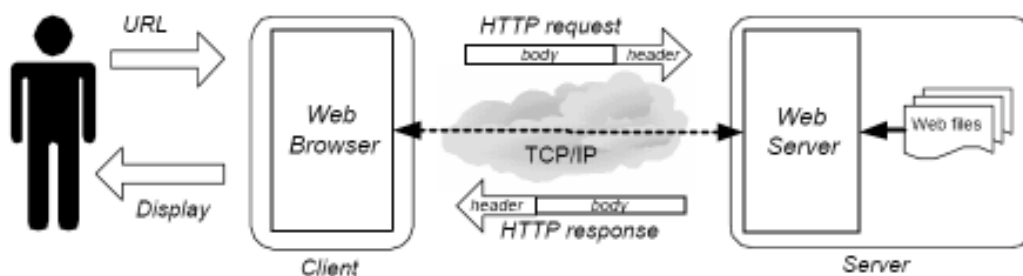 URL
HTTP request
body header
Web
Browser
TCP/IP
Web
Server
Web files
Display
header body
HTTP response
Client
Server